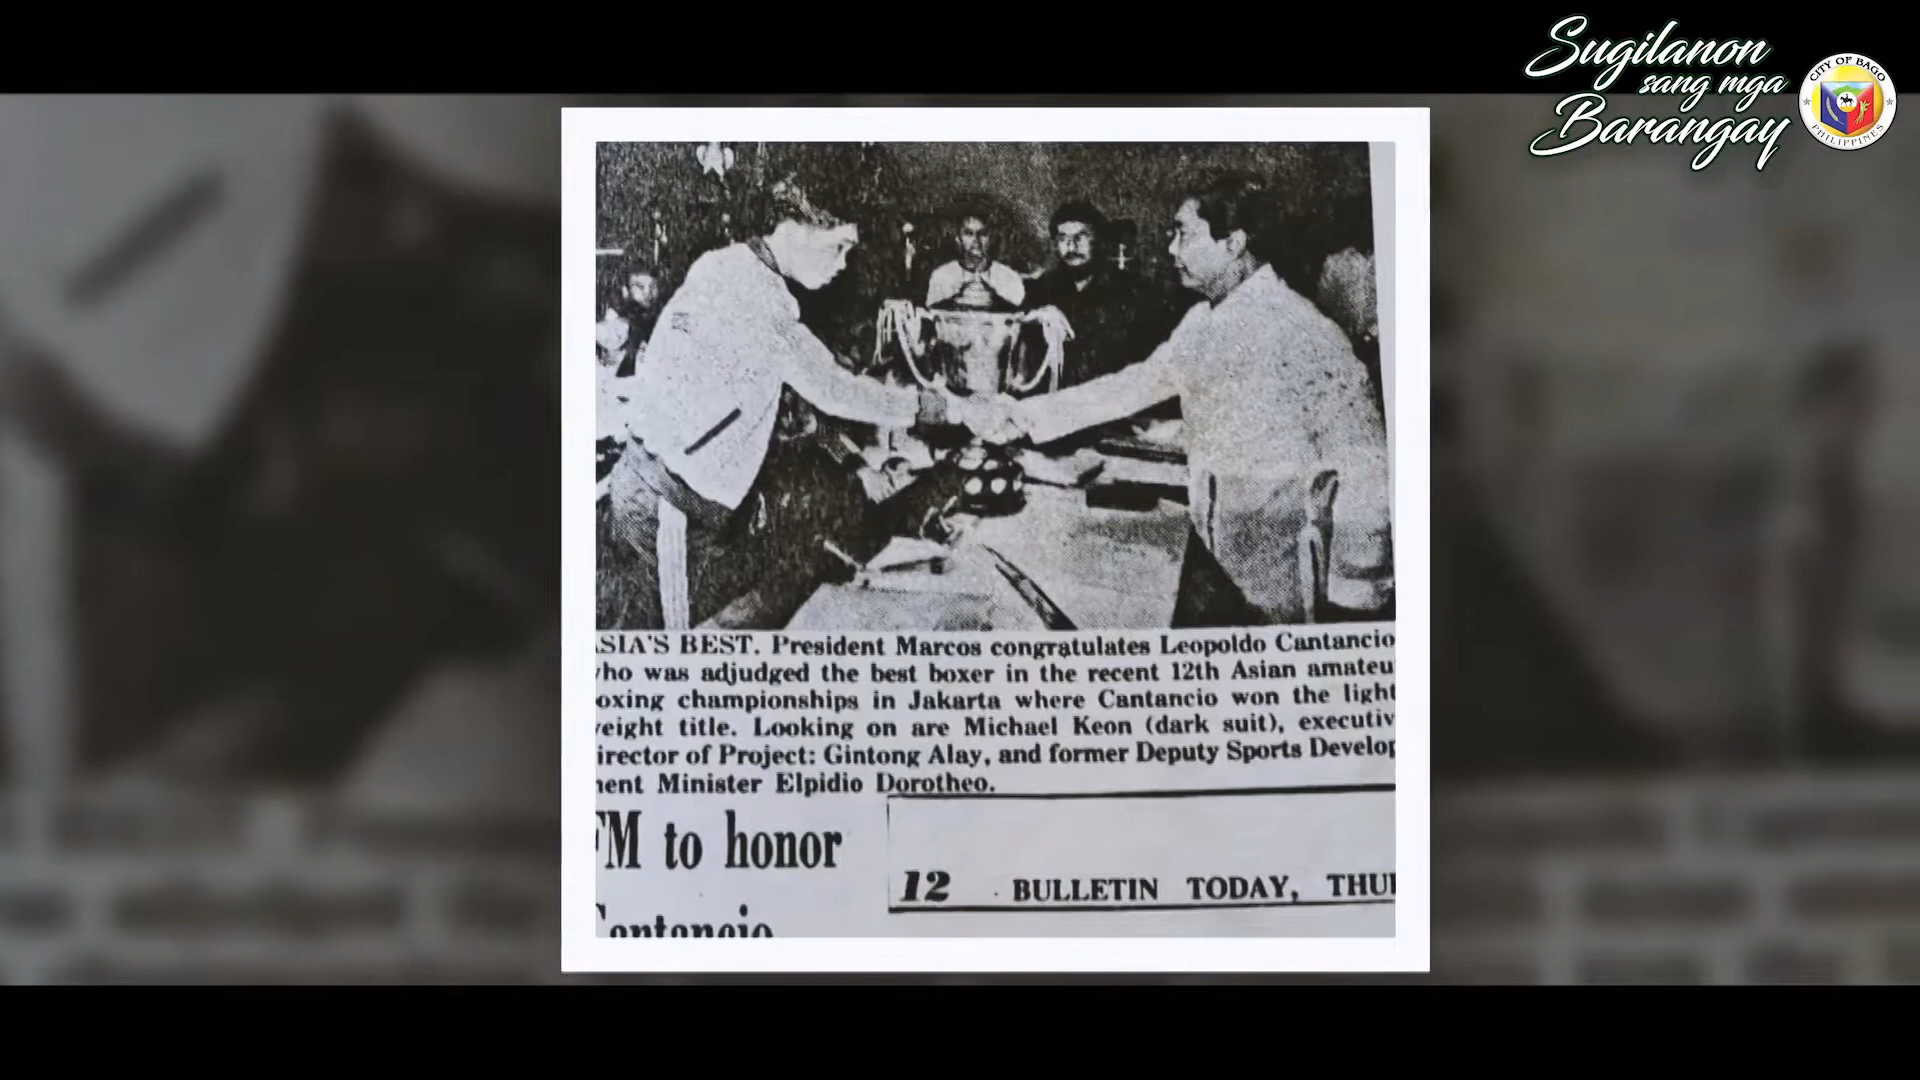 Sugilanon
sang mga
Barangay
CITY OF BAGO
PHILIPPINES
SIA'S BEST. President Marcos congratulates Leopoldo Cantancio
who was adjudged the best boxer in the recent 12th Asian amateu
oxing championships in Jakarta where Cantancio won the light
eight title. Looking on are Michael Keon (dark suit), executiv
irector of Project: Gintong Alay, and former Deputy Sports Develop
ent Minister Elpidio Dorotheo.
FM to honor
Cantancio
12 BULLETIN TODAY, THU